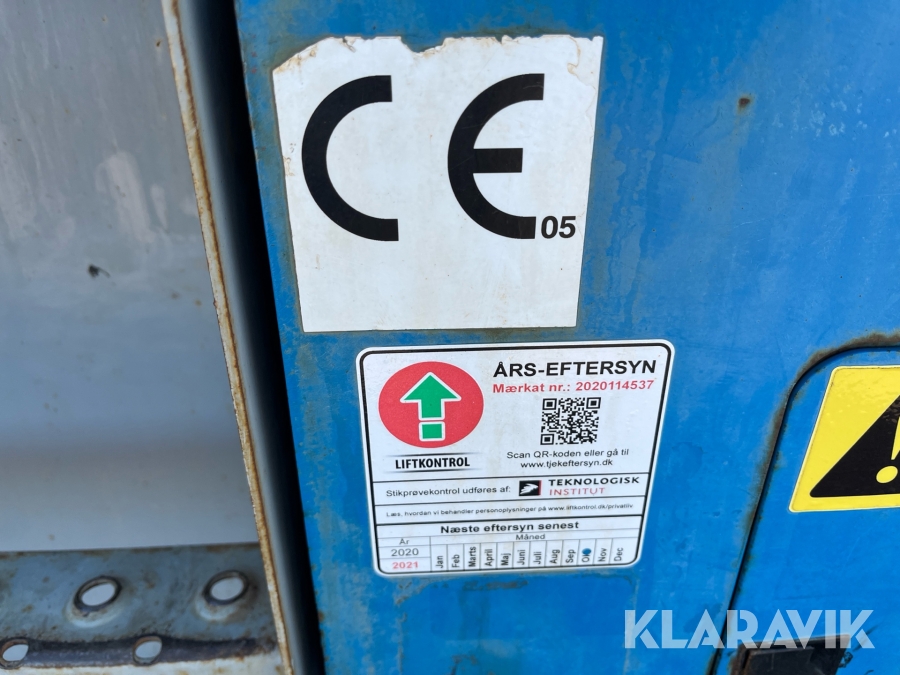 CE 05
ÅRS-EFTERSYN
Mærkat nr.: 2020114537
LIFTKONTROL
Scan QR-koden eller gå til
www.tjekeftersyn.dk
Stikprøvekontrol udføres af: TEKNOLOGISK
INSTITUT
Læs, hvordan vi behandler personoplysninger på www.liftkontrol.dk/privatliv
Næste eftersyn senest
År Måned
2020
2021
Jan Feb Marts April Maj Juni Juli Aug Sep Nov Dec
KLARAVIK